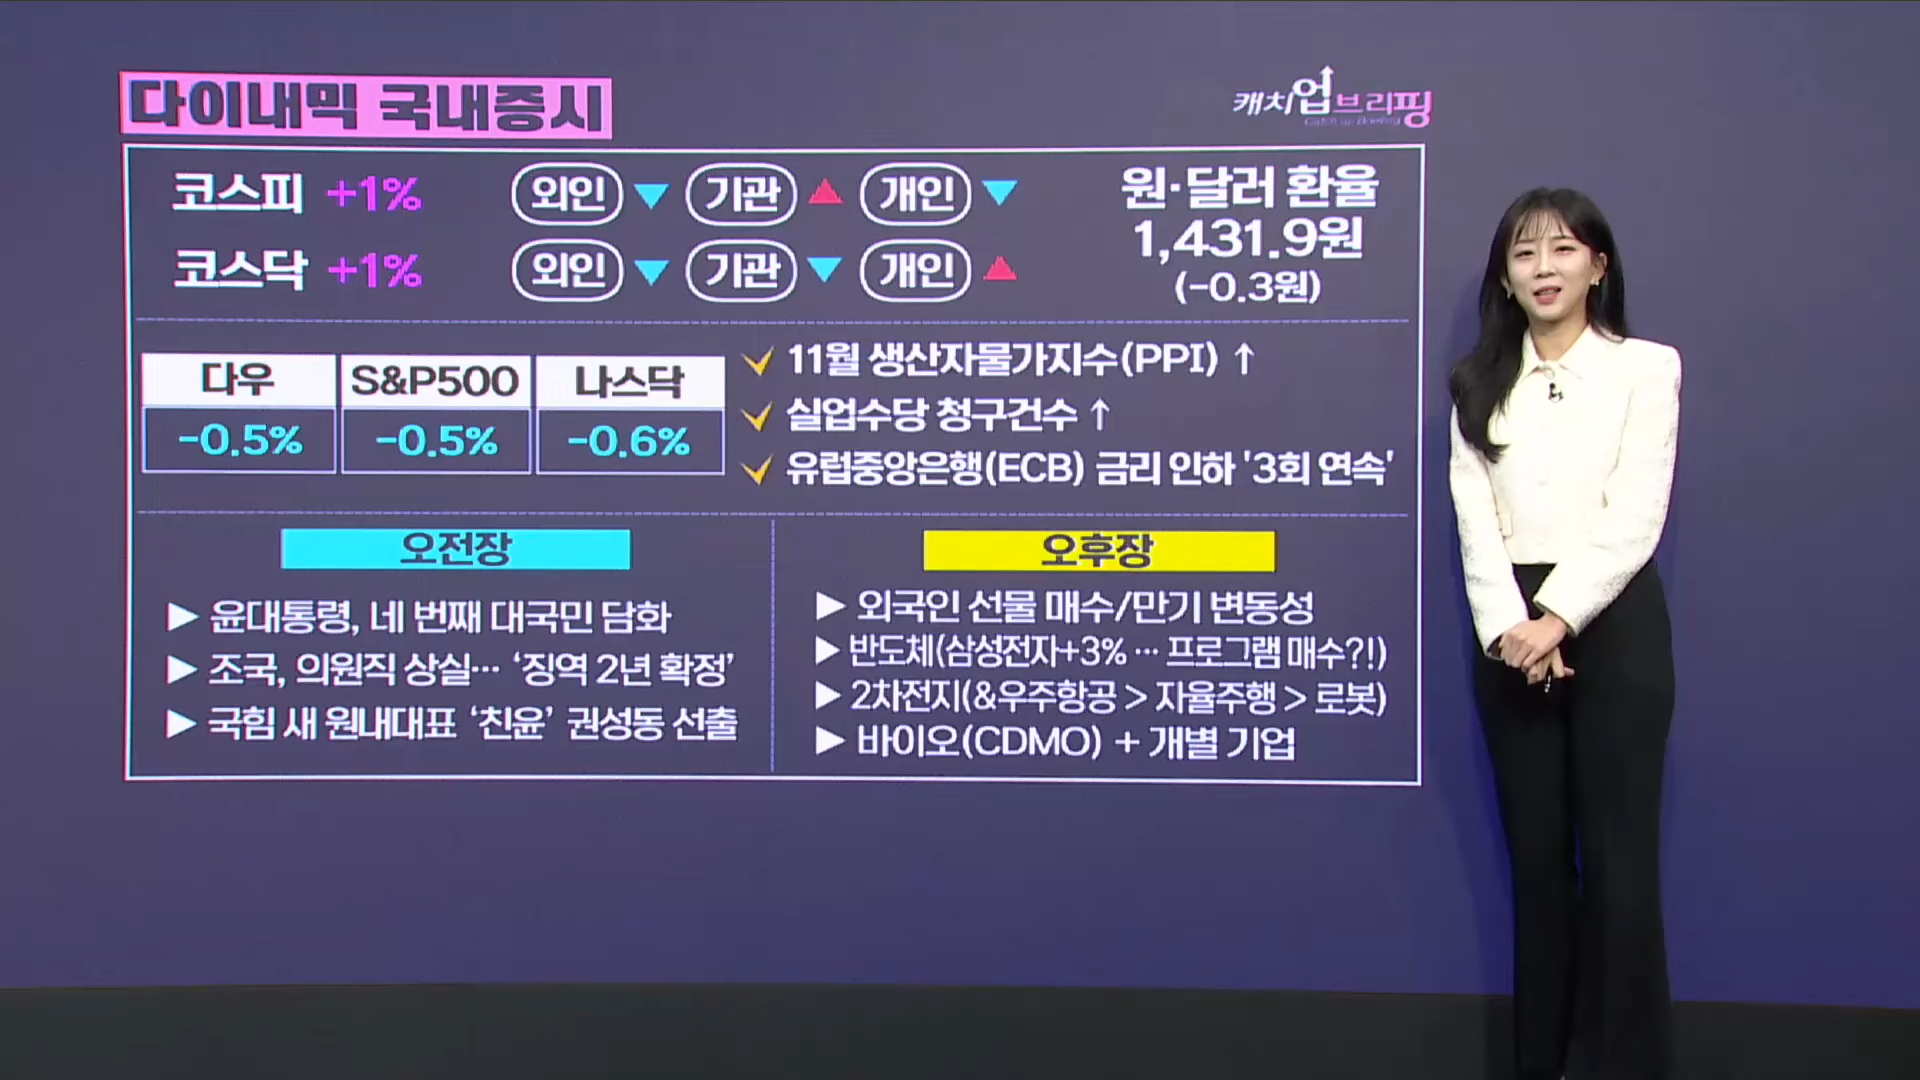 다이내믹 국내증시
캐치업브리핑
Catch up Briefing
코스피 +1% 외인 ▼ 기관 ▲ 개인 ▼
코스닥 +1% 외인 ▼ 기관 ▼ 개인 ▲
원·달러 환율
1,431.9원
(-0.3원)
다우 S&P500 나스닥
-0.5% -0.5% -0.6%
✓ 11월 생산자물가지수(PPI) ↑
✓ 실업수당 청구건수 ↑
✓ 유럽중앙은행(ECB) 금리 인하 '3회 연속'
오전장
▶ 윤대통령, 네 번째 대국민 담화
▶ 조국, 의원직 상실… ‘징역 2년 확정’
▶ 국힘 새 원내대표 ‘친윤’ 권성동 선출
오후장
▶ 외국인 선물 매수/만기 변동성
▶ 반도체(삼성전자+3% … 프로그램 매수?!)
▶ 2차전지(&우주항공 > 자율주행 > 로봇)
▶ 바이오(CDMO) + 개별 기업